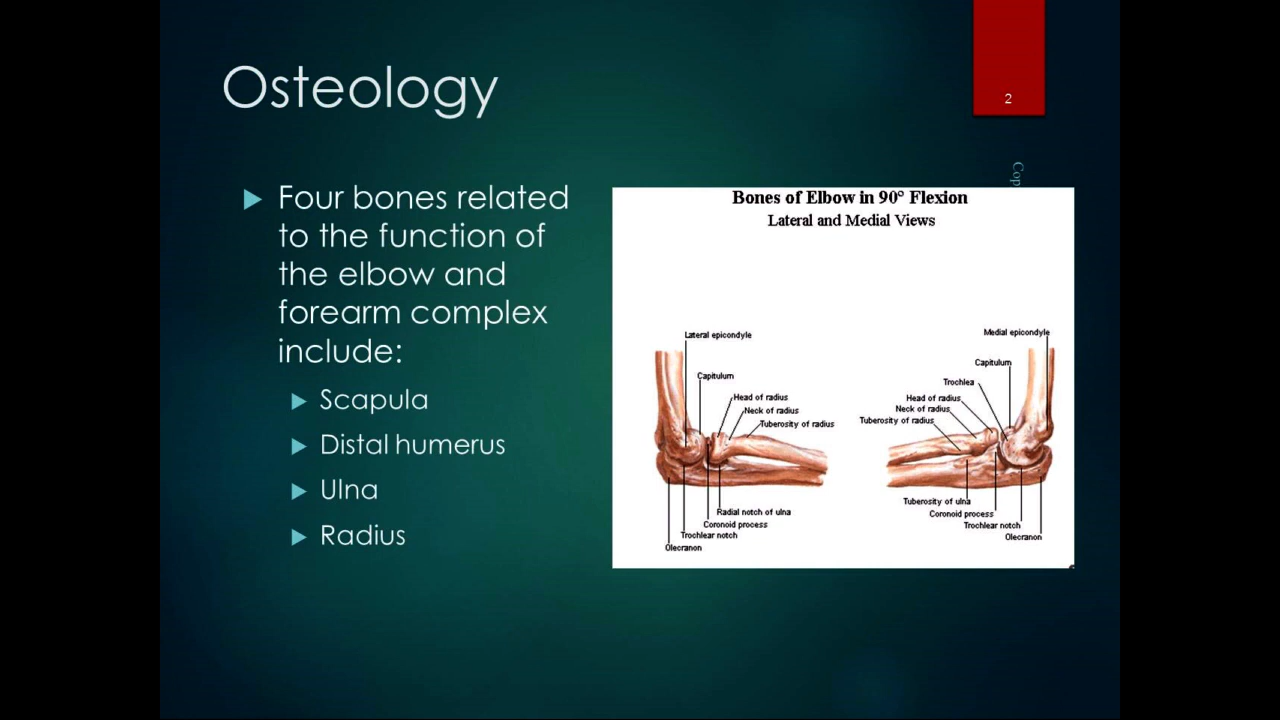 Osteology
2
Cop
Four bones related
to the function of
the elbow and
forearm complex
include:
Scapula
Distal humerus
Ulna
Radius
Bones of Elbow in 90° Flexion
Lateral and Medial Views
Lateral epicondyle
Capitulum
Head of radius
Neck of radius
Tuberosity of radius
Radial notch of ulna
Coronoid process
Trochlear notch
Olecranon
Medial epicondyle
Capitulum
Trochlea
Head of radius
Neck of radius
Tuberosity of radius
Tuberosity of ulna
Coronoid process
Trochlear notch
Olecranon